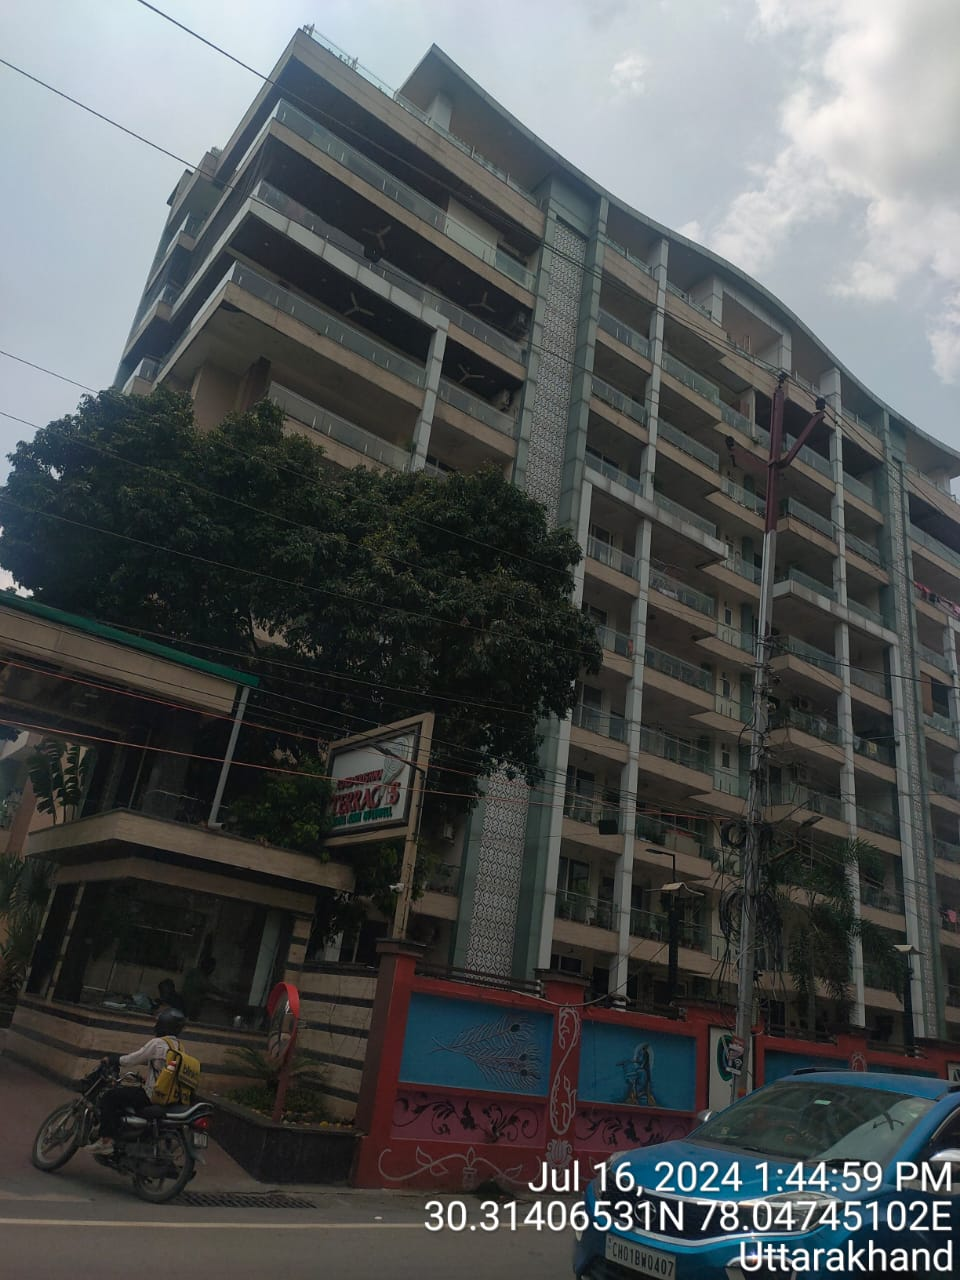 TERRACES
Jul 16, 2024 1:44:59 PM
30.31406531N 78.04745102E
Uttarakhand
CH01BW0407